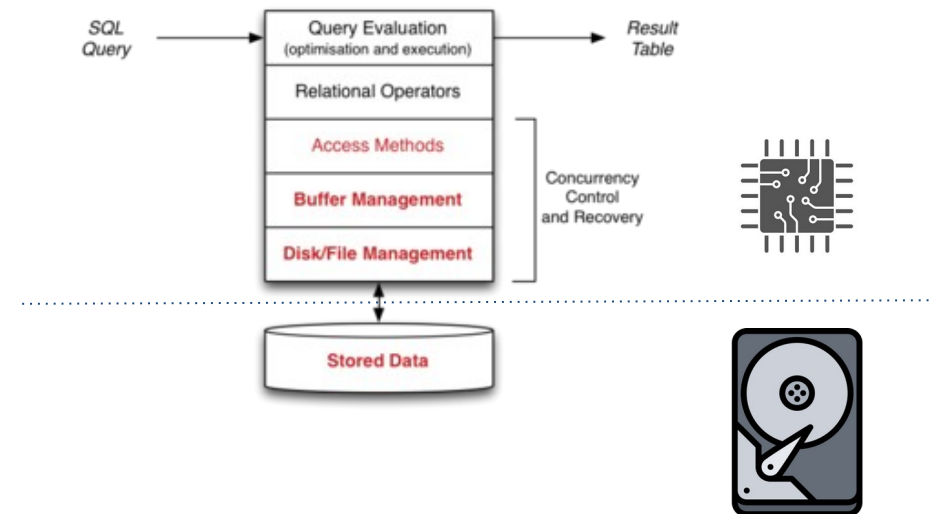 SQL
Query
Query Evaluation
(optimisation and execution)
Result
Table
Relational Operators
Access Methods
Buffer Management
Disk/File Management
Concurrency
Control
and Recovery
Stored Data